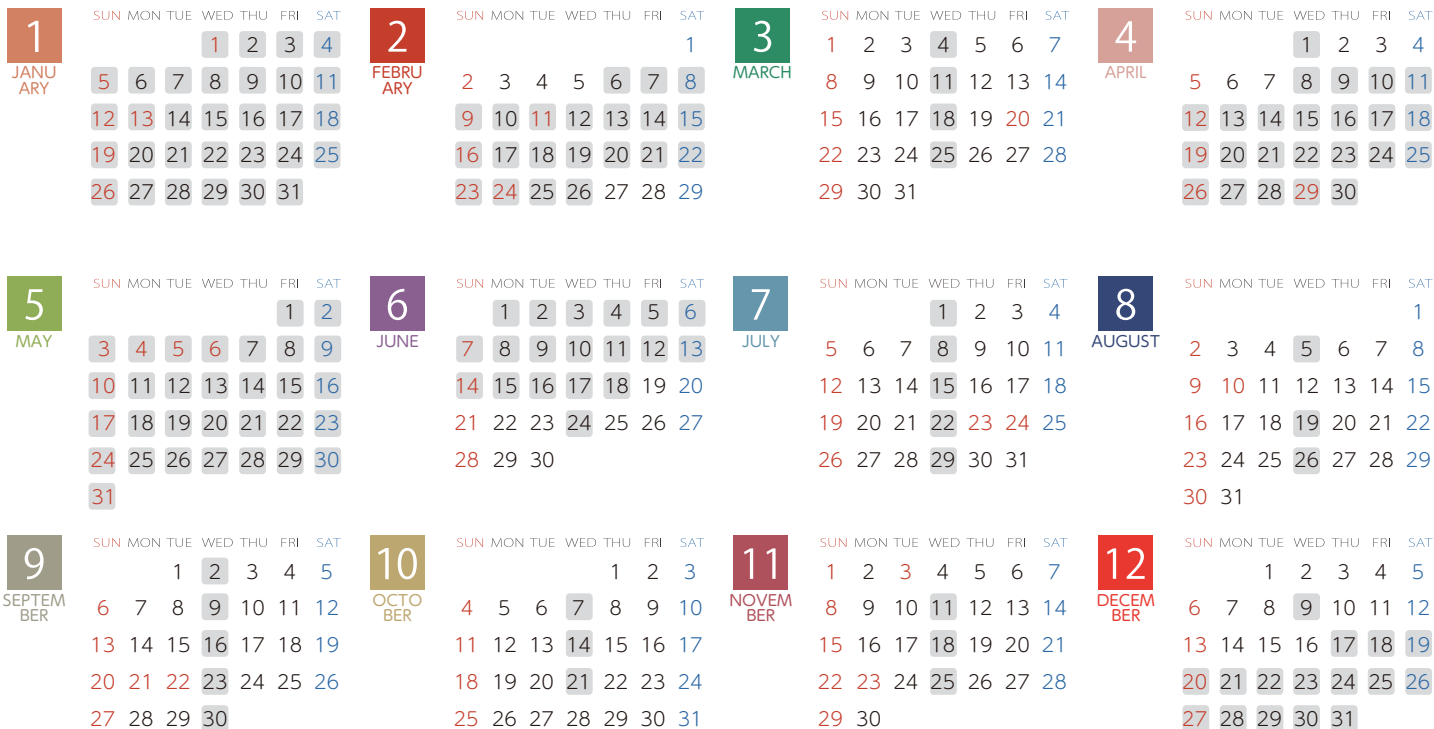 1
JANU
ARY
SUN MON TUE WED THU FRI SAT
1 2 3 4
5 6 7 8 9 10 11
12 13 14 15 16 17 18
19 20 21 22 23 24 25
26 27 28 29 30 31
2
FEBRU
ARY
SUN MON TUE WED THU FRI SAT
1
2 3 4 5 6 7 8
9 10 11 12 13 14 15
16 17 18 19 20 21 22
23 24 25 26 27 28 29
3
MARCH
SUN MON TUE WED THU FRI SAT
1 2 3 4 5 6 7
8 9 10 11 12 13 14
15 16 17 18 19 20 21
22 23 24 25 26 27 28
29 30 31
4
APRIL
SUN MON TUE WED THU FRI SAT
1 2 3 4
5 6 7 8 9 10 11
12 13 14 15 16 17 18
19 20 21 22 23 24 25
26 27 28 29 30
5
MAY
SUN MON TUE WED THU FRI SAT
1 2
3 4 5 6 7 8 9
10 11 12 13 14 15 16
17 18 19 20 21 22 23
24 25 26 27 28 29 30
31
6
JUNE
SUN MON TUE WED THU FRI SAT
1 2 3 4 5 6
7 8 9 10 11 12 13
14 15 16 17 18 19 20
21 22 23 24 25 26 27
28 29 30
7
JULY
SUN MON TUE WED THU FRI SAT
1 2 3 4
5 6 7 8 9 10 11
12 13 14 15 16 17 18
19 20 21 22 23 24 25
26 27 28 29 30 31
8
AUGUST
SUN MON TUE WED THU FRI SAT
1
2 3 4 5 6 7 8
9 10 11 12 13 14 15
16 17 18 19 20 21 22
23 24 25 26 27 28 29
30 31
9
SEPTEM
BER
SUN MON TUE WED THU FRI SAT
1 2 3 4 5
6 7 8 9 10 11 12
13 14 15 16 17 18 19
20 21 22 23 24 25 26
27 28 29 30
10
OCTO
BER
SUN MON TUE WED THU FRI SAT
1 2 3
4 5 6 7 8 9 10
11 12 13 14 15 16 17
18 19 20 21 22 23 24
25 26 27 28 29 30 31
11
NOVEM
BER
SUN MON TUE WED THU FRI SAT
1 2 3 4 5 6 7
8 9 10 11 12 13 14
15 16 17 18 19 20 21
22 23 24 25 26 27 28
29 30
12
DECEM
BER
SUN MON TUE WED THU FRI SAT
1 2 3 4 5
6 7 8 9 10 11 12
13 14 15 16 17 18 19
20 21 22 23 24 25 26
27 28 29 30 31